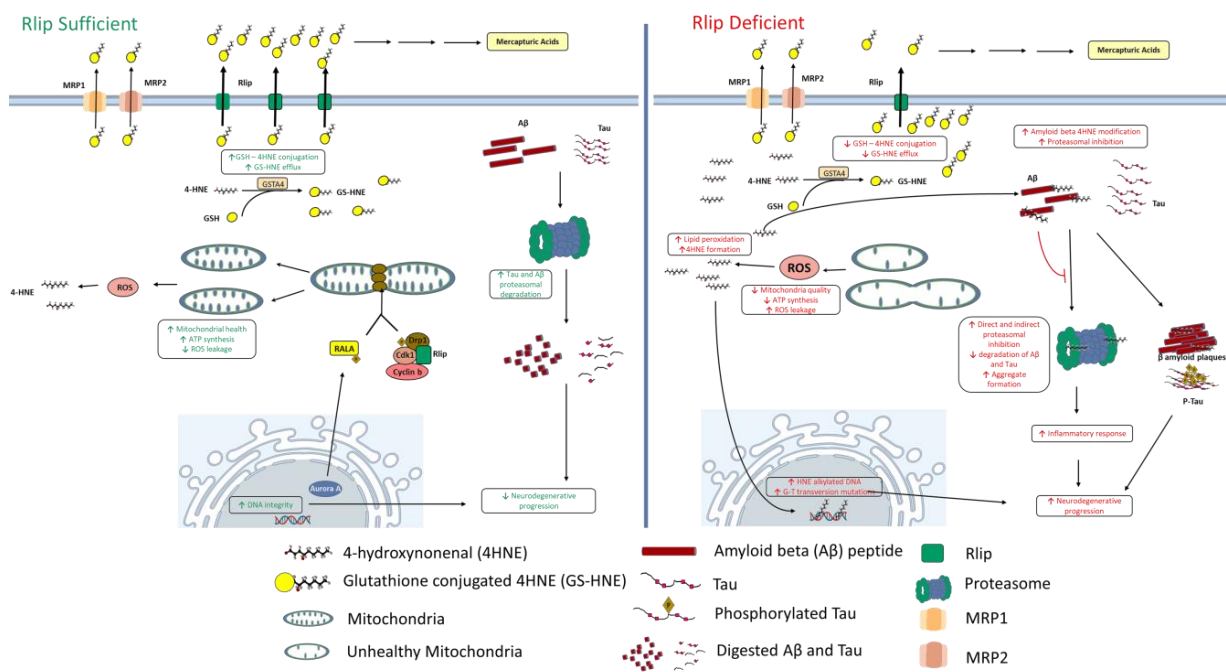 Rlip Sufficient
Mercapturic Acids
MRP1
MRP2
Rlip
Aβ
Tau
↑GSH – 4HNE conjugation
↑ GS-HNE efflux
4-HNE
GSTA4
GS-HNE
GSH
4-HNE
ROS
↑ Mitochondrial health
↑ ATP synthesis
↓ ROS leakage
↑ Tau and Aβ
proteasomal
degradation
RALA
P
P
Drp1
Cdk1
Rlip
Cyclin b
Aurora A
↑ DNA integrity
↓ Neurodegenerative
progression
Rlip Deficient
Mercapturic Acids
MRP1
MRP2
Rlip
↓ GSH – 4HNE conjugation
↓ GS-HNE efflux
↑ Amyloid beta 4HNE modification
↑ Proteasomal inhibition
4-HNE
GSTA4
GS-HNE
GSH
Aβ
Tau
↑ Lipid peroxidation
↑4HNE formation
ROS
↓ Mitochondria quality
↓ ATP synthesis
↑ ROS leakage
↑ Direct and indirect
proteasomal
inhibition
↓ degradation of Aβ
and Tau
↑ Aggregate
formation
β amyloid plaques
P-Tau
↑ Inflammatory response
↑ HNE alkylated DNA
↑ G-T transversion mutations
↑ Neurodegenerative
progression
4-hydroxynonenal (4HNE)
Glutathione conjugated 4HNE (GS-HNE)
Mitochondria
Unhealthy Mitochondria
Amyloid beta (Aβ) peptide
Tau
P
Phosphorylated Tau
Digested Aβ and Tau
Rlip
Proteasome
MRP1
MRP2